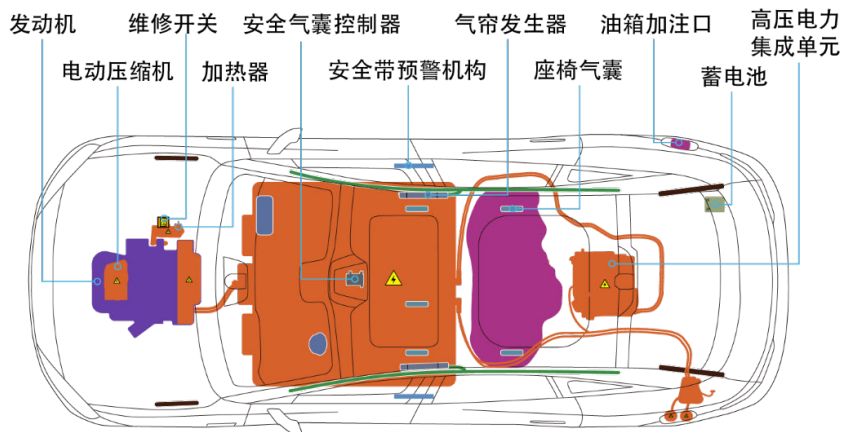 发动机
维修开关
安全气囊控制器
气帘发生器
油箱加注口
高压电力
集成单元
电动压缩机
加热器
安全带预警机构
座椅气囊
蓄电池